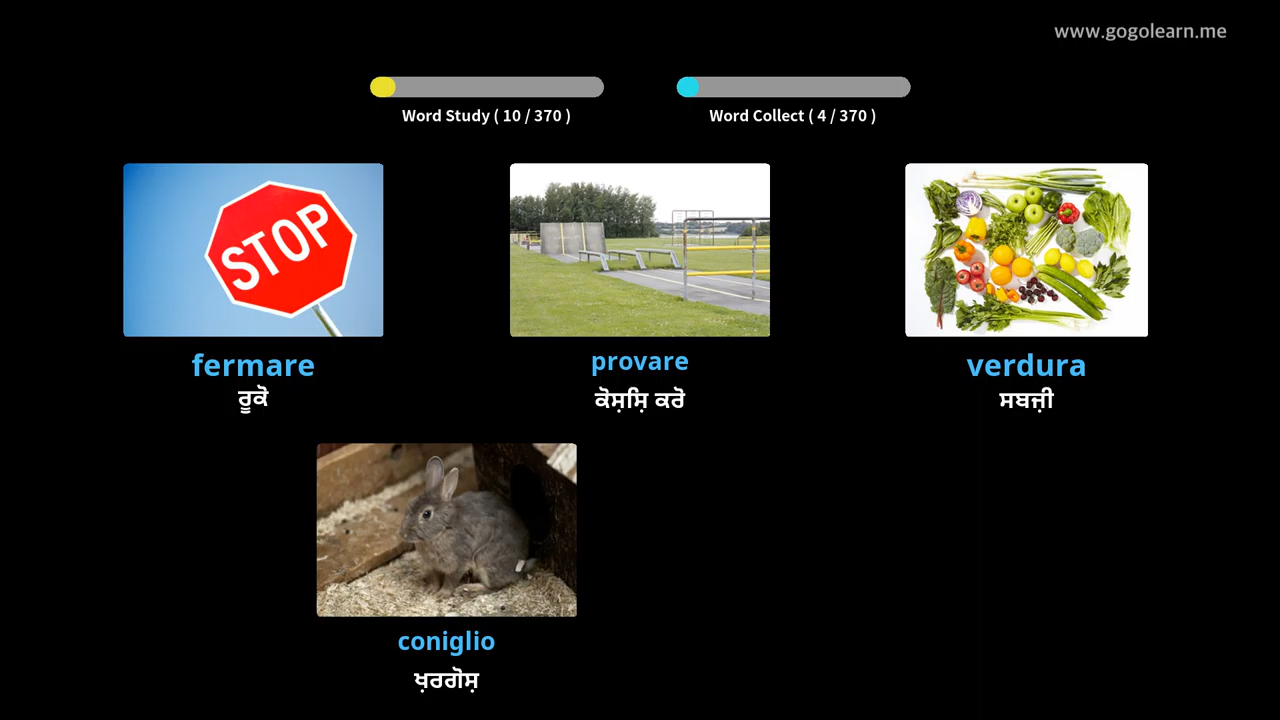 www.gogolearn.me
Word Study ( 10 / 370 )
Word Collect ( 4 / 370 )
STOP
fermare
ਰੂਕੋ
provare
ਕੋਸ਼ਸਿ਼ ਕਰੋ
verdura
ਸਬਜ਼ੀ
coniglio
ਖ਼ਰਗੋਸ਼